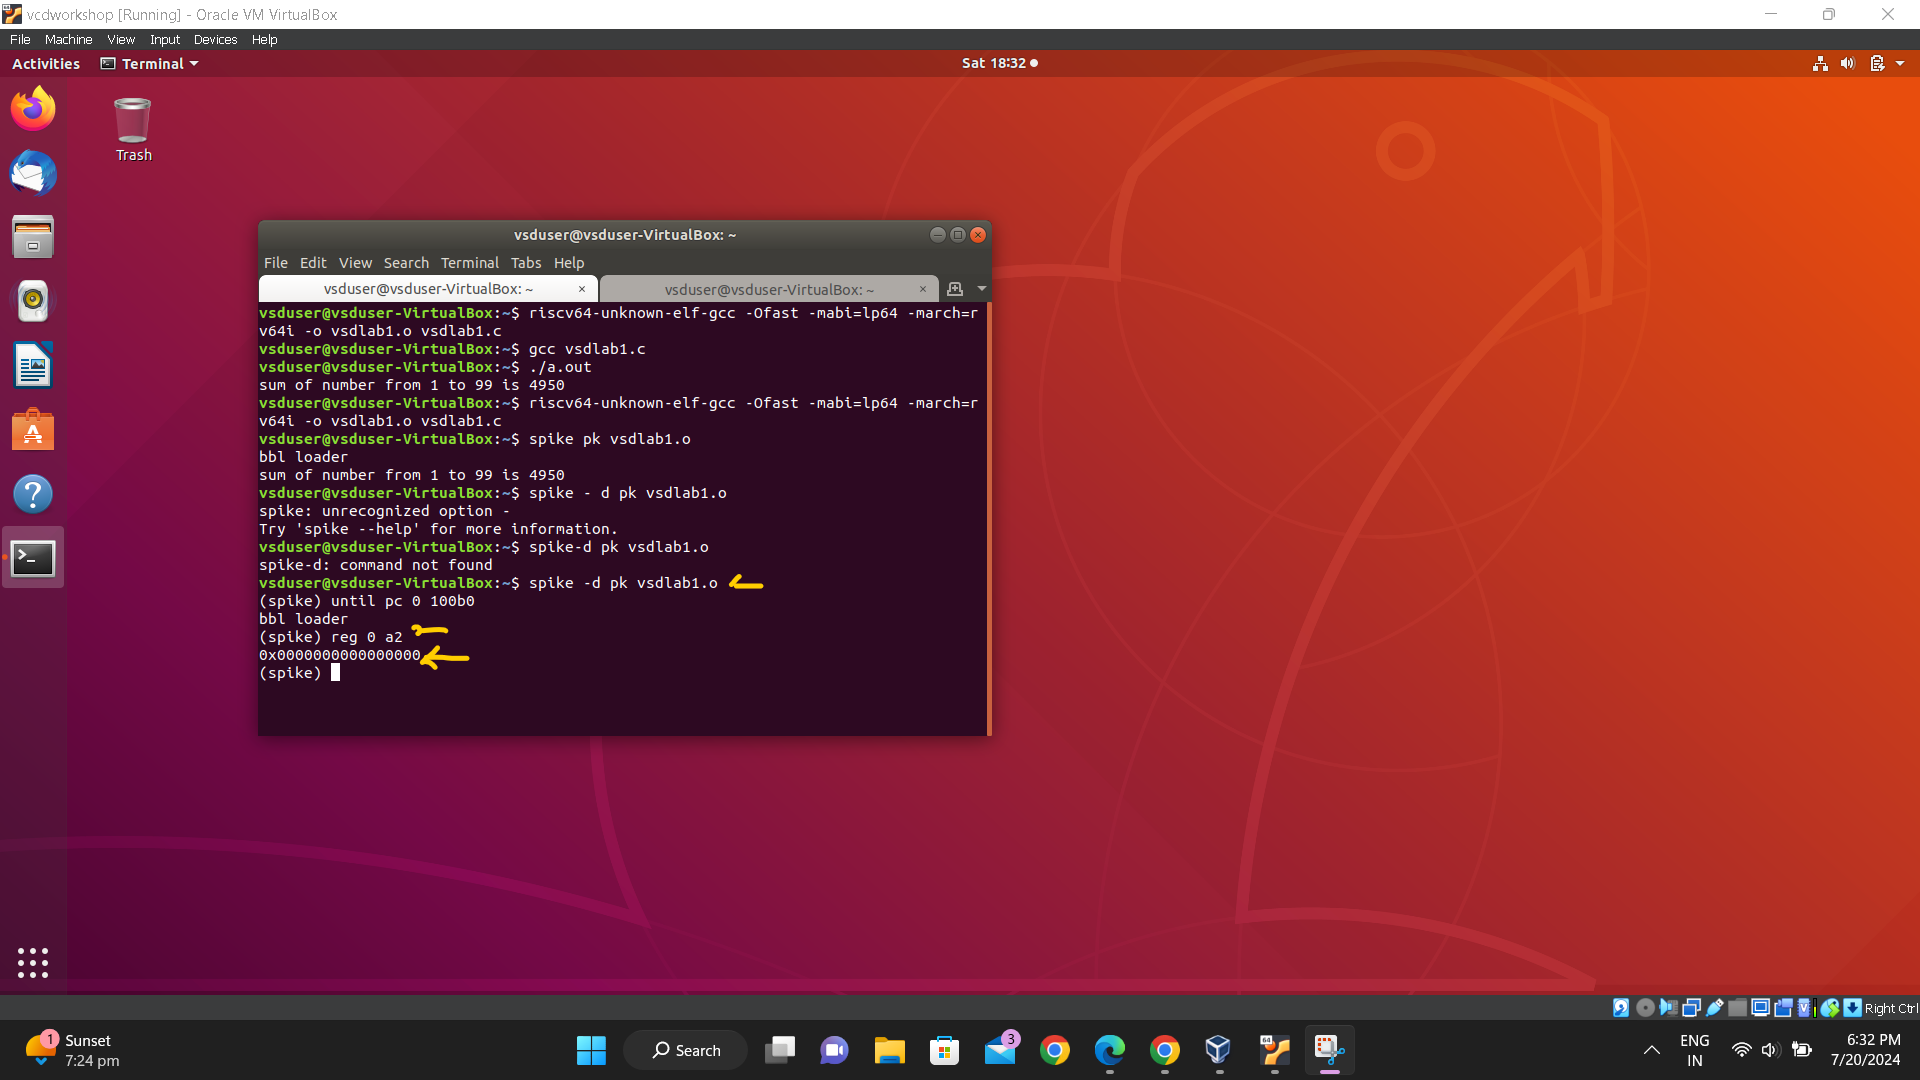 vcdworkshop [Running] - Oracle VM VirtualBox
File Machine View Input Devices Help
Activities Terminal Sat 18:32
Trash
vsduser@vsduser-VirtualBox: ~
File Edit View Search Terminal Tabs Help
vsduser@vsduser-VirtualBox: ~ × vsduser@vsduser-VirtualBox: ~ ×
vsduser@vsduser-VirtualBox:~$ riscv64-unknown-elf-gcc -Ofast -mabi=lp64 -march=r
v64i -o vsdlab1.o vsdlab1.c
vsduser@vsduser-VirtualBox:~$ gcc vsdlab1.c
vsduser@vsduser-VirtualBox:~$ ./a.out
sum of number from 1 to 99 is 4950
vsduser@vsduser-VirtualBox:~$ riscv64-unknown-elf-gcc -Ofast -mabi=lp64 -march=r
v64i -o vsdlab1.o vsdlab1.c
vsduser@vsduser-VirtualBox:~$ spike pk vsdlab1.o
bbl loader
sum of number from 1 to 99 is 4950
vsduser@vsduser-VirtualBox:~$ spike - d pk vsdlab1.o
spike: unrecognized option -
Try 'spike --help' for more information.
vsduser@vsduser-VirtualBox:~$ spike-d pk vsdlab1.o
spike-d: command not found
vsduser@vsduser-VirtualBox:~$ spike -d pk vsdlab1.o
(spike) until pc 0 100b0
bbl loader
(spike) reg 0 a2
0x0000000000000000
(spike)
Right Ctrl
1 Sunset
7:24 pm
Search
3
64
ENG
IN
6:32 PM
7/20/2024